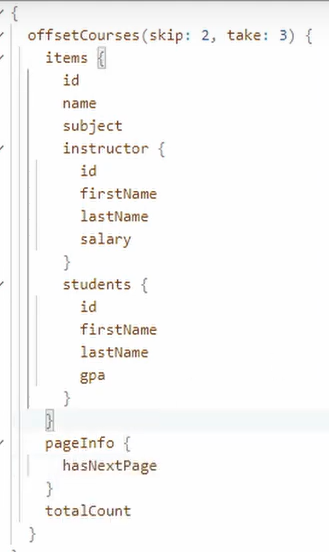 {
offsetCourses(skip: 2, take: 3) {
items {
id
name
subject
instructor {
id
firstName
lastName
salary
}
students {
id
firstName
lastName
gpa
}
}
pageInfo {
hasNextPage
}
totalCount
}
}